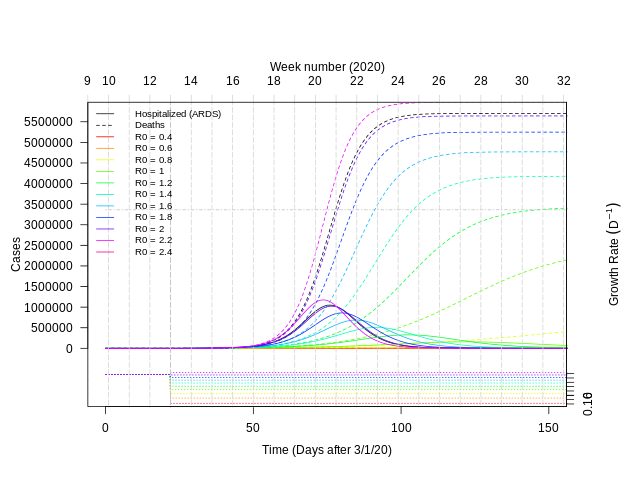 Week number (2020)
9 10 12 14 16 18 20 22 24 26 28 30 32
Hospitalized (ARDS)
Deaths
R0 = 0.4
R0 = 0.6
R0 = 0.8
R0 = 1
R0 = 1.2
R0 = 1.4
R0 = 1.6
R0 = 1.8
R0 = 2
R0 = 2.2
R0 = 2.4
5500000
5000000
4500000
4000000
3500000
3000000
2500000
2000000
1500000
1000000
500000
0
Cases
Growth Rate (D⁻¹)
0 50 100 150
Time (Days after 3/1/20)